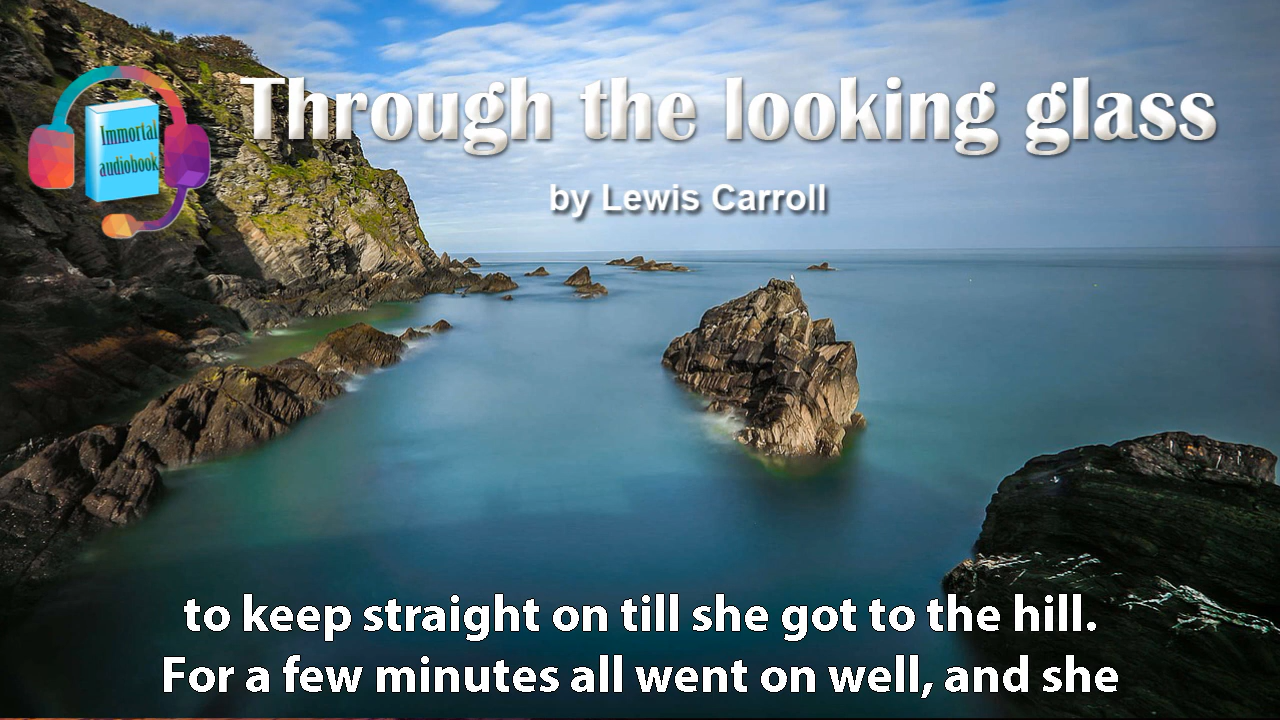 Through the looking glass
Immortal
audiobook
by Lewis Carroll
to keep straight on till she got to the hill.
For a few minutes all went on well, and she